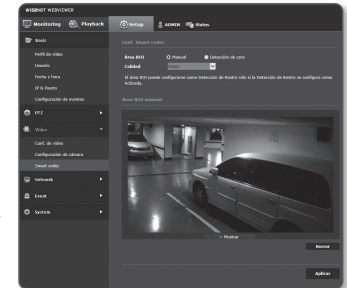 WISENET WEBVIEWER
Monitoring
Playback
Setup
ADMIN
Status
Basic
Perfil de vídeo
Usuario
Fecha y hora
IP & Puerto
Configuración de eventos
PTZ
Video
Conf. de vídeo
Configuración de cámara
Smart codec
Network
Event
System
Conf. Smart codec
Área ROI
Manual
Detección de cara
Calidad
Media
El área ROI puede configurarse como Detección de Rostro sólo si la Detección de Rostro se configura como Activada.
Área ROI manual
Mostrar
Borrar
Aplicar